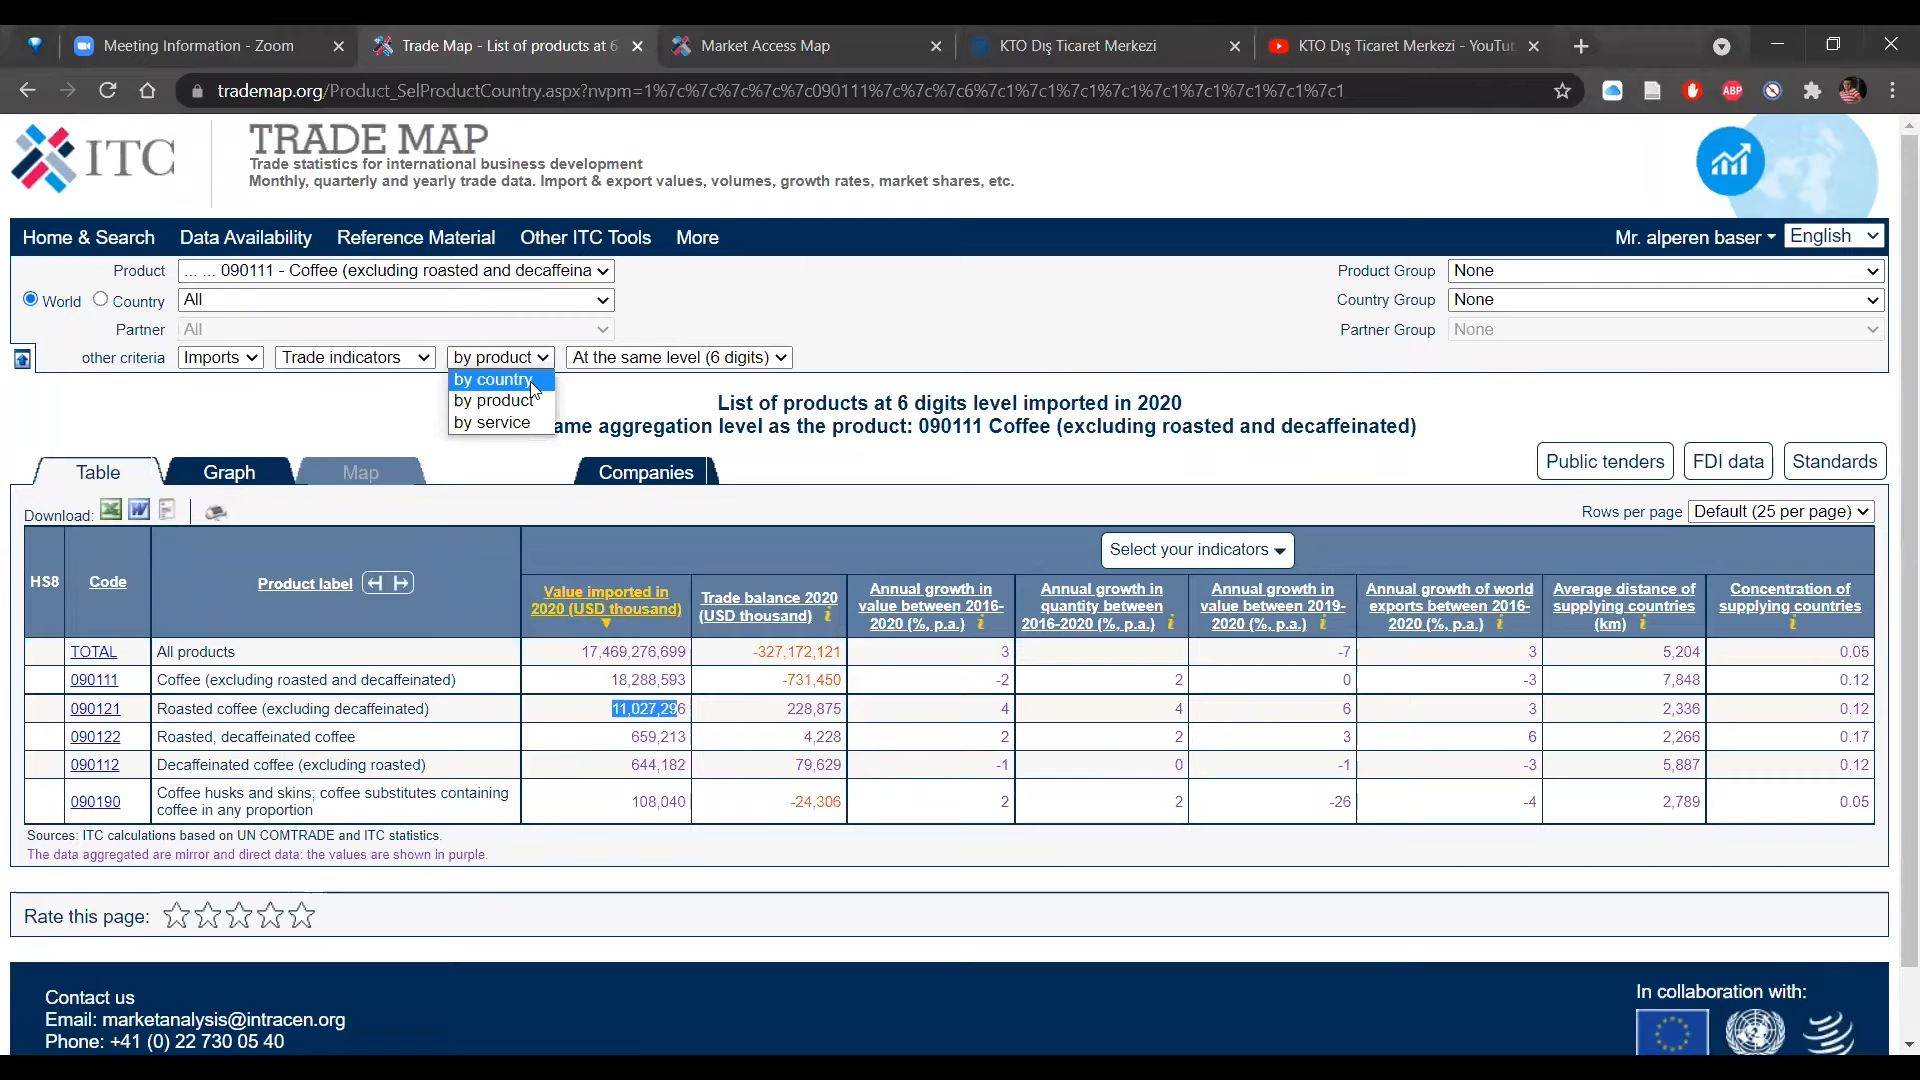 Meeting Information - Zoom
Trade Map - List of products at 6
Market Access Map
KTO Dış Ticaret Merkezi
KTO Dış Ticaret Merkezi - YouTu
trademap.org/Product_SelProductCountry.aspx?nvpm=1%7c%7c%7c%7c%7c090111%7c%7c%7c6%7c1%7c1%7c1%7c1%7c1%7c1%7c1%7c1%7c1
ABP
ITC
TRADE MAP
Trade statistics for international business development
Monthly, quarterly and yearly trade data. Import & export values, volumes, growth rates, market shares, etc.
Home & Search Data Availability Reference Material Other ITC Tools More Mr. alperen baser English
Product ... ... 090111 - Coffee (excluding roasted and decaffeina Product Group None
World Country All Country Group None
Partner All Partner Group None
other criteria Imports Trade indicators by product At the same level (6 digits)
by country
by product
by service
List of products at 6 digits level imported in 2020
ame aggregation level as the product: 090111 Coffee (excluding roasted and decaffeinated)
Table Graph Map Companies Public tenders FDI data Standards
Download: Rows per page Default (25 per page)
Select your indicators
HS8 Code Product label
Value imported in 2020 (USD thousand)
Trade balance 2020 (USD thousand) i
Annual growth in value between 2016-2020 (%, p.a.) i
Annual growth in quantity between 2016-2020 (%, p.a.) i
Annual growth in value between 2019-2020 (%, p.a.) i
Annual growth of world exports between 2016-2020 (%, p.a.) i
Average distance of supplying countries (km) i
Concentration of supplying countries i
TOTAL All products 17,469,276,699 -327,172,121 3 -7 3 5,204 0.05
090111 Coffee (excluding roasted and decaffeinated) 18,288,593 -731,450 -2 2 0 -3 7,848 0.12
090121 Roasted coffee (excluding decaffeinated) 11,027,296 228,875 4 4 6 3 2,336 0.12
090122 Roasted, decaffeinated coffee 659,213 4,228 2 2 3 6 2,266 0.17
090112 Decaffeinated coffee (excluding roasted) 644,182 79,629 -1 0 -1 -3 5,887 0.12
090190 Coffee husks and skins; coffee substitutes containing coffee in any proportion 108,040 -24,306 2 2 -26 -4 2,789 0.05
Sources: ITC calculations based on UN COMTRADE and ITC statistics.
The data aggregated are mirror and direct data: the values are shown in purple.
Rate this page:
Contact us
Email: marketanalysis@intracen.org
Phone: +41 (0) 22 730 05 40
In collaboration with: